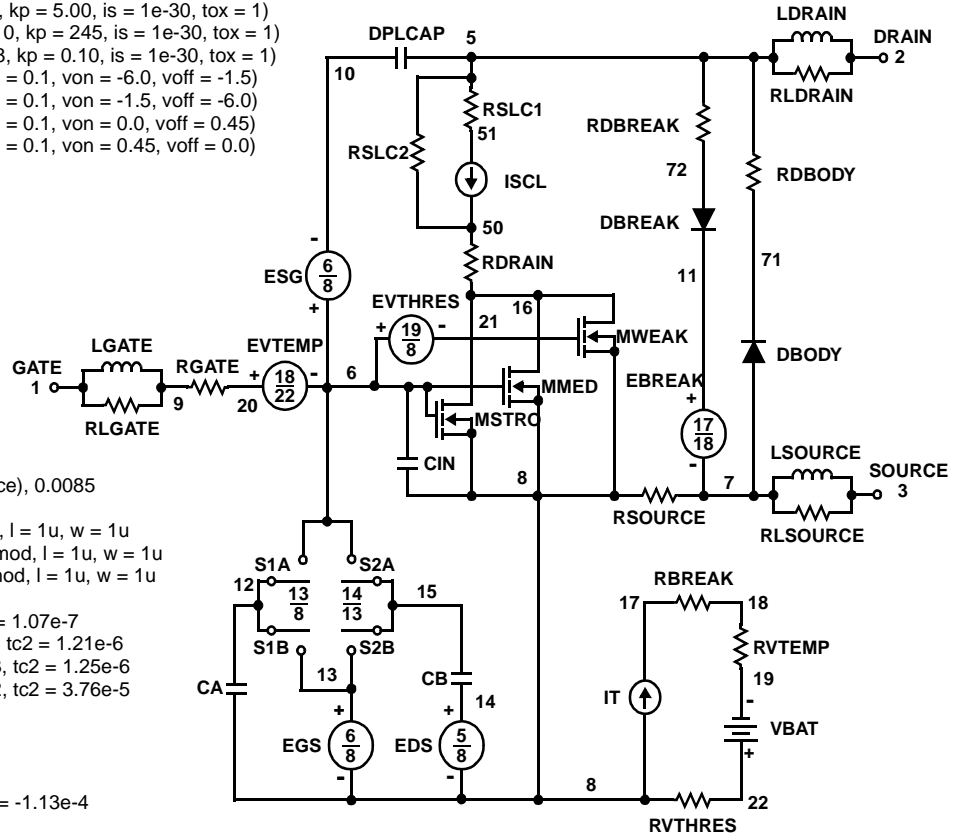 , kp = 5.00, is = 1e-30, tox = 1)
0, kp = 245, is = 1e-30, tox = 1)
, kp = 0.10, is = 1e-30, tox = 1)
= 0.1, von = -6.0, voff = -1.5)
= 0.1, von = -1.5, voff = -6.0)
= 0.1, von = 0.0, voff = 0.45)
= 0.1, von = 0.45, voff = 0.0)
DPLCAP
5
10
LDRAIN
DRAIN
2
RLDRAIN
RSLC1
51
RSLC2
ISCL
50
RDRAIN
RDBREAK
72
DBREAK
11
RDBODY
71
DBODY
ESG
-
6
8
+
EVTHRES
+
19
8
-
16
21
MWEAK
MMED
MSTRO
EBREAK
+
17
18
-
GATE
1
LGATE
RLGATE
9
RGATE
20
EVTEMP
+
18
22
-
6
CIN
8
RSOURCE
7
LSOURCE
SOURCE
3
RLSOURCE
ce), 0.0085
, l = 1u, w = 1u
mod, l = 1u, w = 1u
mod, l = 1u, w = 1u
= 1.07e-7
, tc2 = 1.21e-6
, tc2 = 1.25e-6
, tc2 = 3.76e-5
= -1.13e-4
S1A
S2A
12
13
8
14
13
15
S1B
S2B
13
CA
CB
14
EGS
+
6
8
-
EDS
+
5
8
-
RBREAK
17
18
RVTEMP
19
-
IT
VBAT
+
8
22
RVTHRES